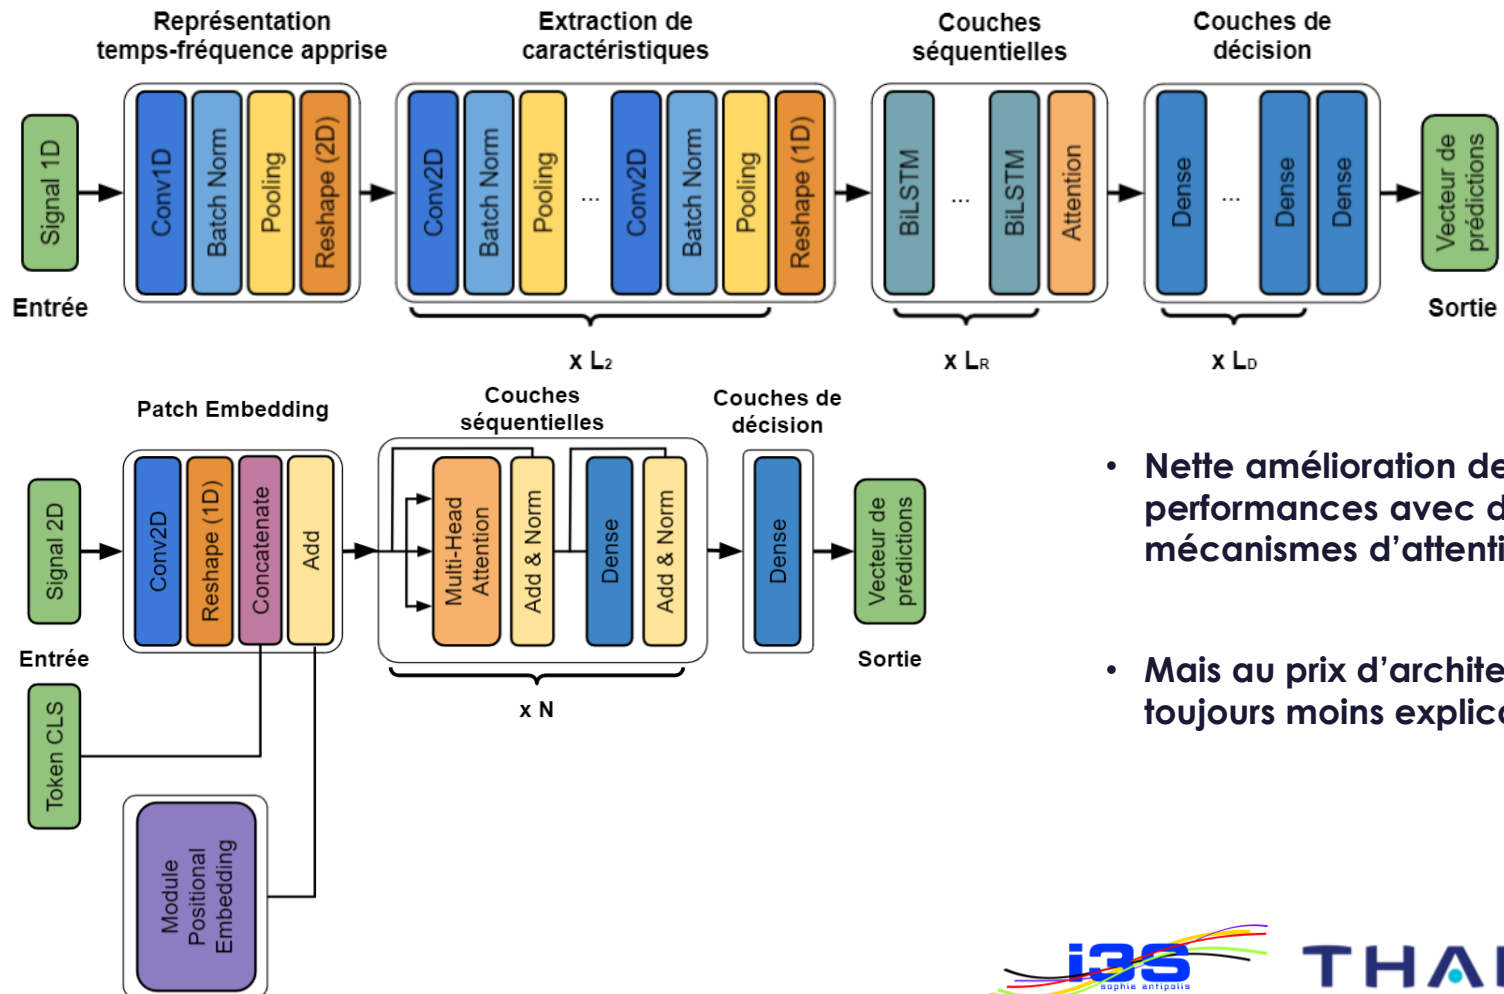 Représentation
temps-fréquence apprise
Extraction de
caractéristiques
Couches
séquentielles
Couches de
décision
Signal 1D
Conv1D
Batch Norm
Pooling
Reshape (2D)
Conv2D
Batch Norm
Pooling
...
Conv2D
Batch Norm
Pooling
Reshape (1D)
BiLSTM
...
BiLSTM
Attention
Dense
...
Dense
Dense
Vecteur de
prédictions
Entrée
Sortie
x L2
x LR
x LD
Patch Embedding
Couches
séquentielles
Couches de
décision
Signal 2D
Conv2D
Reshape (1D)
Concatenate
Add
Multi-Head
Attention
Add & Norm
Dense
Add & Norm
Dense
Vecteur de
prédictions
Entrée
Sortie
x N
Token CLS
Module
Positional
Embedding
• Nette amélioration de
performances avec d
mécanismes d’attenti
• Mais au prix d’archite
toujours moins explica
i3S
sophia antipolis
THAL